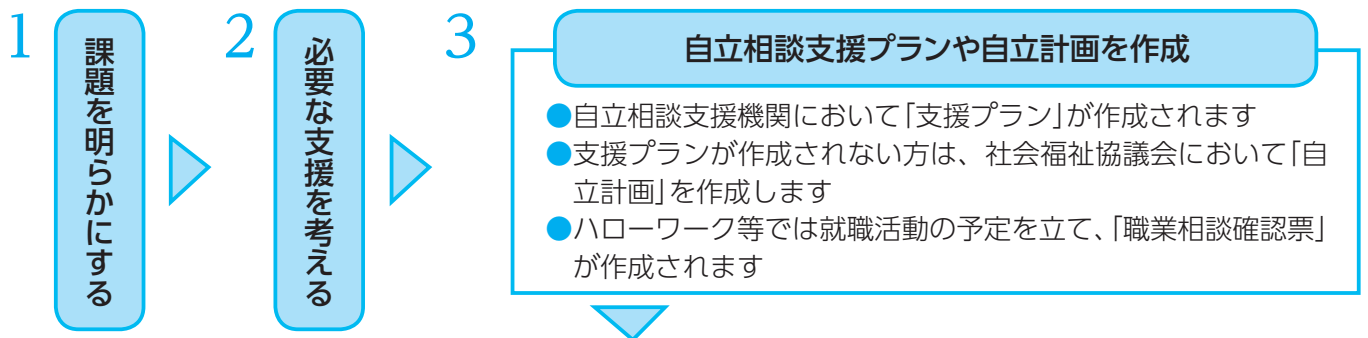 1
課題を明らかにする
2
必要な支援を考える
3
自立相談支援プランや自立計画を作成
●自立相談支援機関において「支援プラン」が作成されます
●支援プランが作成されない方は、社会福祉協議会において「自
立計画」を作成します
●ハローワーク等では就職活動の予定を立て、「職業相談確認票」
が作成されます